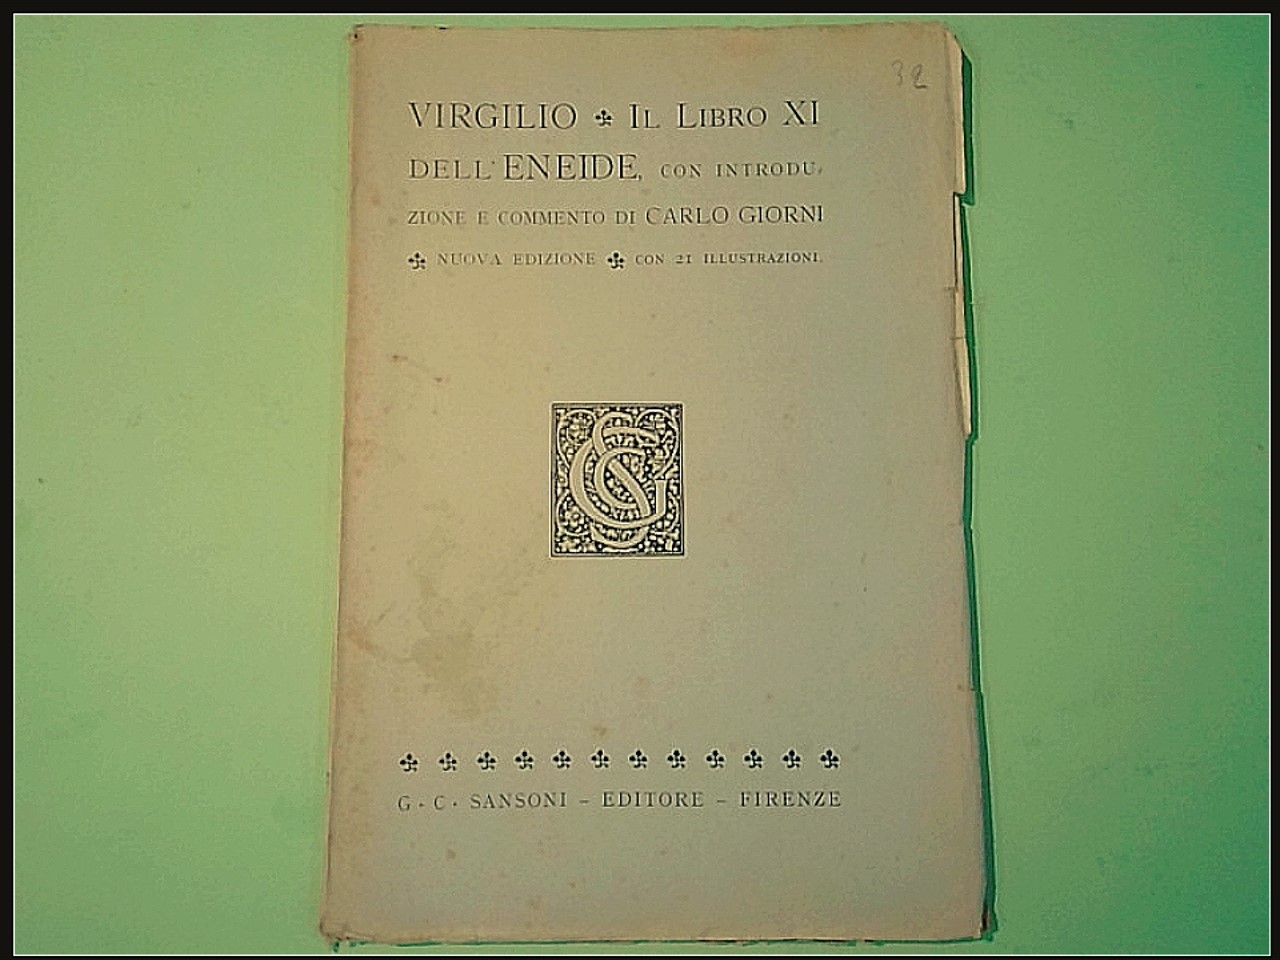 32
VIRGILIO ♣ IL LIBRO XI
DELL' ENEIDE, CON INTRODU-
ZIONE E COMMENTO DI CARLO GIORNI
♣ NUOVA EDIZIONE ♣ CON 21 ILLUSTRAZIONI.
GCS
G. C. SANSONI – EDITORE – FIRENZE